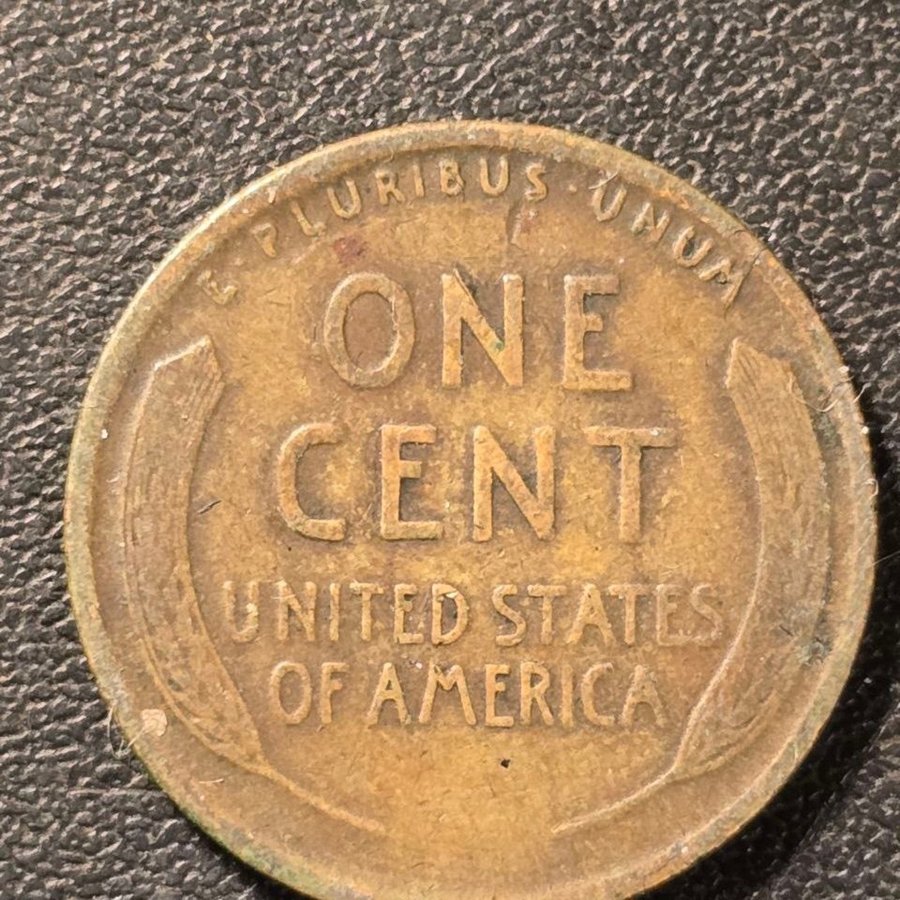 E·PLURIBUS·UNUM
ONE
CENT
UNITED STATES
OF AMERICA